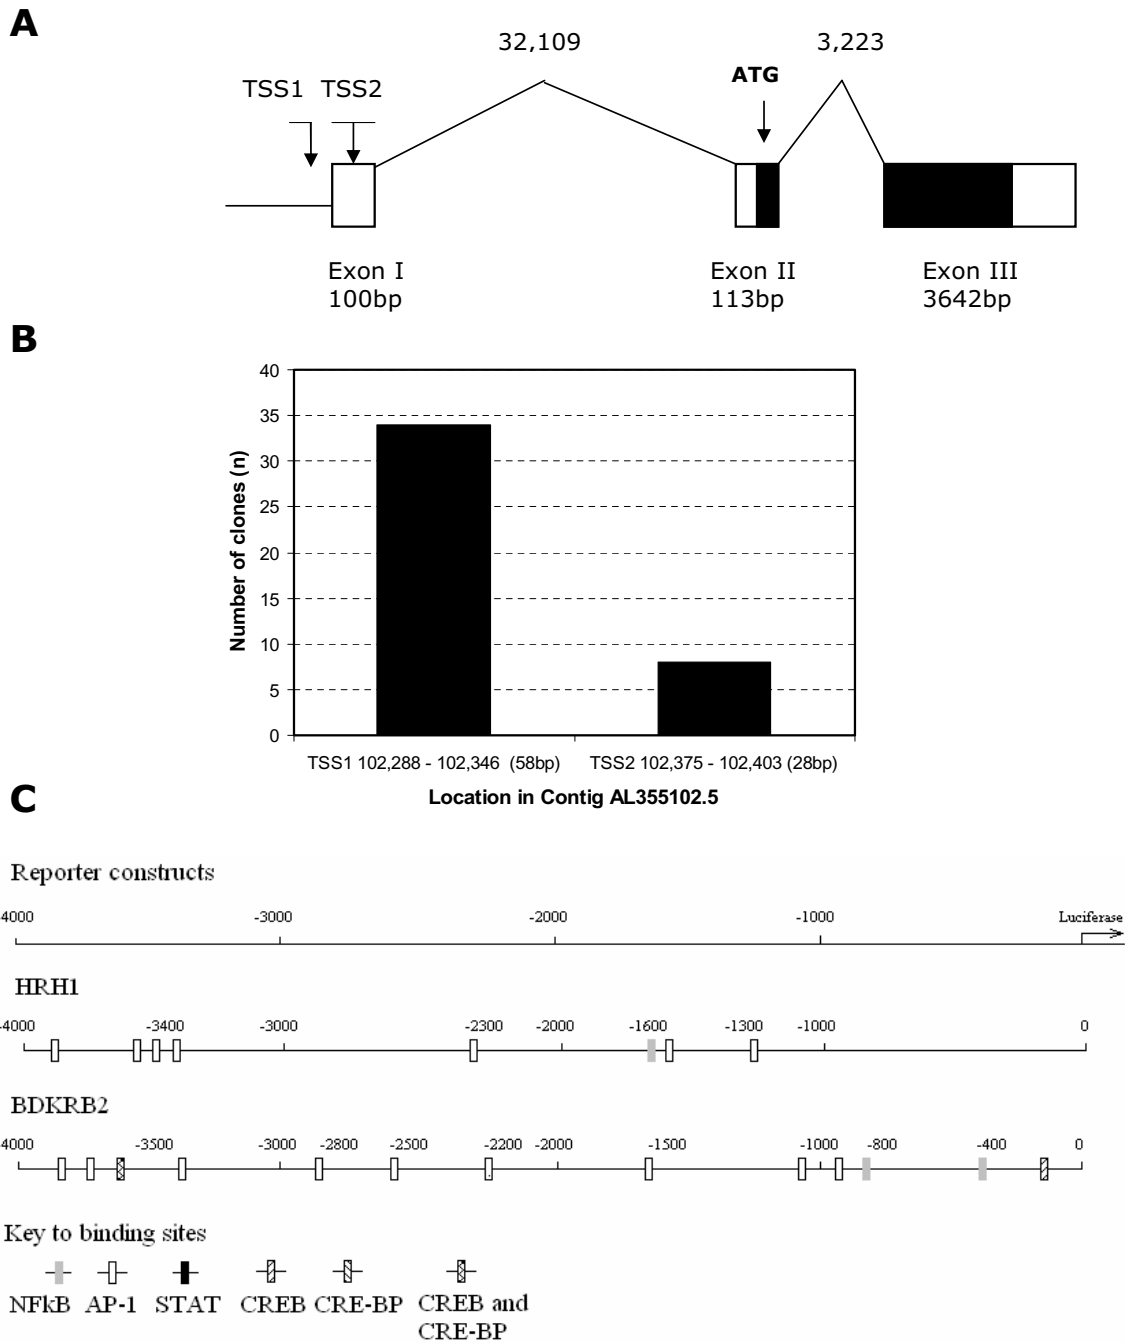 A
32,109 3,223
ATG
TSS1 TSS2
Exon I Exon II Exon III
100bp 113bp 3642bp
B
40
35
30
25
20
15
10
5
0
Number of clones (n)
TSS1 102,288 - 102,346 (58bp) TSS2 102,375 - 102,403 (28bp)
Location in Contig AL355102.5
C
Reporter constructs
4000 -3000 -2000 -1000 Luciferase
HRH1
-4000 -3400 -3000 -2300 -2000 -1600 -1300 -1000 0
BDKRB2
4000 -3500 -3000 -2800 -2500 -2200 -2000 -1500 -1000 -800 -400 0
Key to binding sites
NFkB AP-1 STAT CREB CRE-BP CREB and
CRE-BP